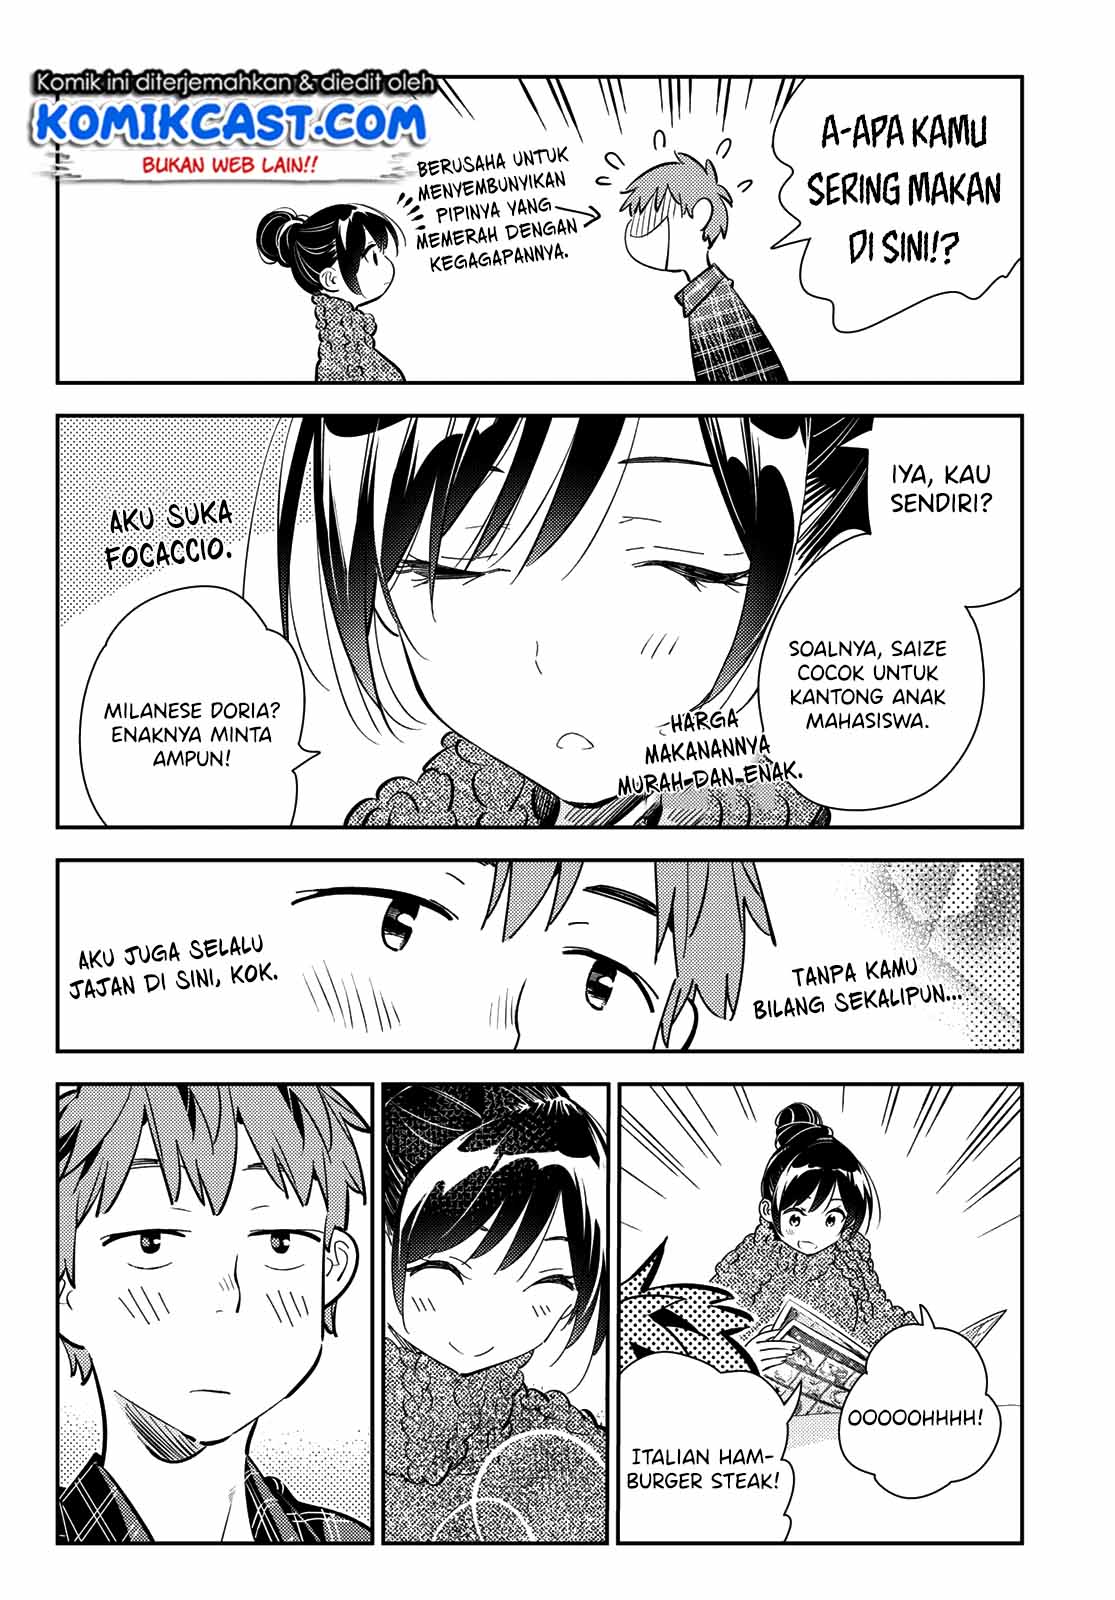 Komik ini diterjemahkan & diedit oleh
KOMIKCAST.COM
BUKAN WEB LAIN!!
A-APA KAMU
SERING MAKAN
DI SINI!?
BERUSAHA UNTUK
MENYEMBUNYIKAN
PIPINYA YANG
MEMERAH DENGAN
KEGAGAPANNYA.
IYA, KAU
SENDIRI?
SOALNYA, SAIZE
COCOK UNTUK
KANTONG ANAK
MAHASISWA.
HARGA
MAKANANNYA
MURAH-DAN-ENAK.
AKU SUKA
FOCACCIO.
MILANESE DORIA?
ENAKNYA MINTA
AMPUN!
TANPA KAMU
BILANG SEKALIPUN...
AKU JUGA SELALU
JAJAN DI SINI, KOK.
OOOOOHHHH!
ITALIAN HAM-
BURGER STEAK!